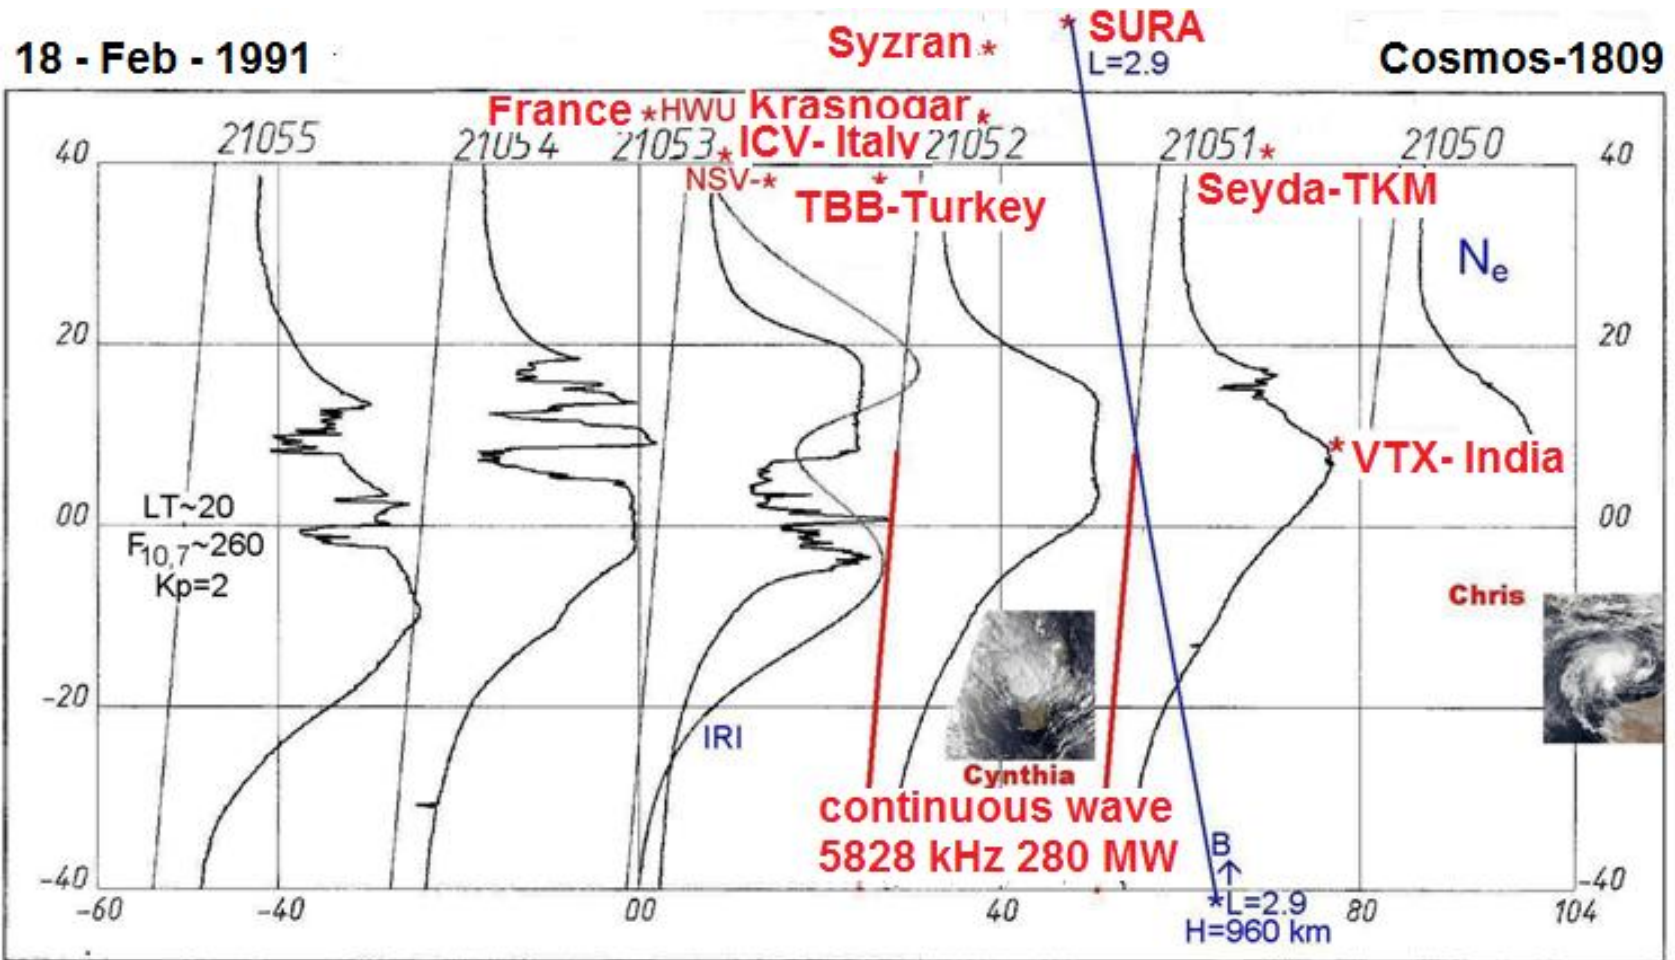 SURA
Syzran
18 - Feb - 1991
L=2.9
Cosmos-1809
France HWU Krasnodar
21055 21054 21053 ICV- Italy 21052 21051 21050
40 40
NSV-
Seyda-TKM
TBB-Turkey
Ne
20 20
VTX- India
LT~20
00 00
F10,7~260
Kp=2
Chris
-20 -20
IRI
Cynthia
continuous wave
5828 kHz 280 MW
B
-40 -40
L=2.9
-60 -40 00 40 80 104
H=960 km